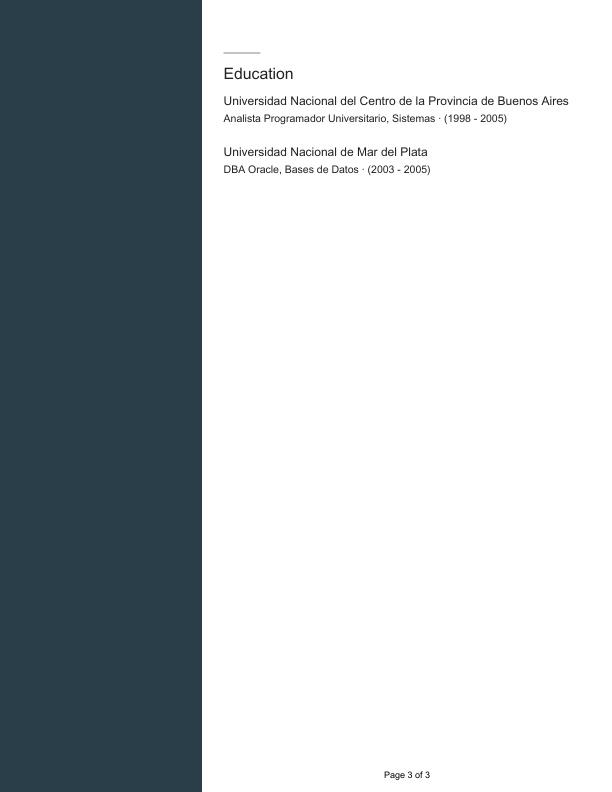 Education
Universidad Nacional del Centro de la Provincia de Buenos Aires
Analista Programador Universitario, Sistemas · (1998 - 2005)
Universidad Nacional de Mar del Plata
DBA Oracle, Bases de Datos · (2003 - 2005)
Page 3 of 3